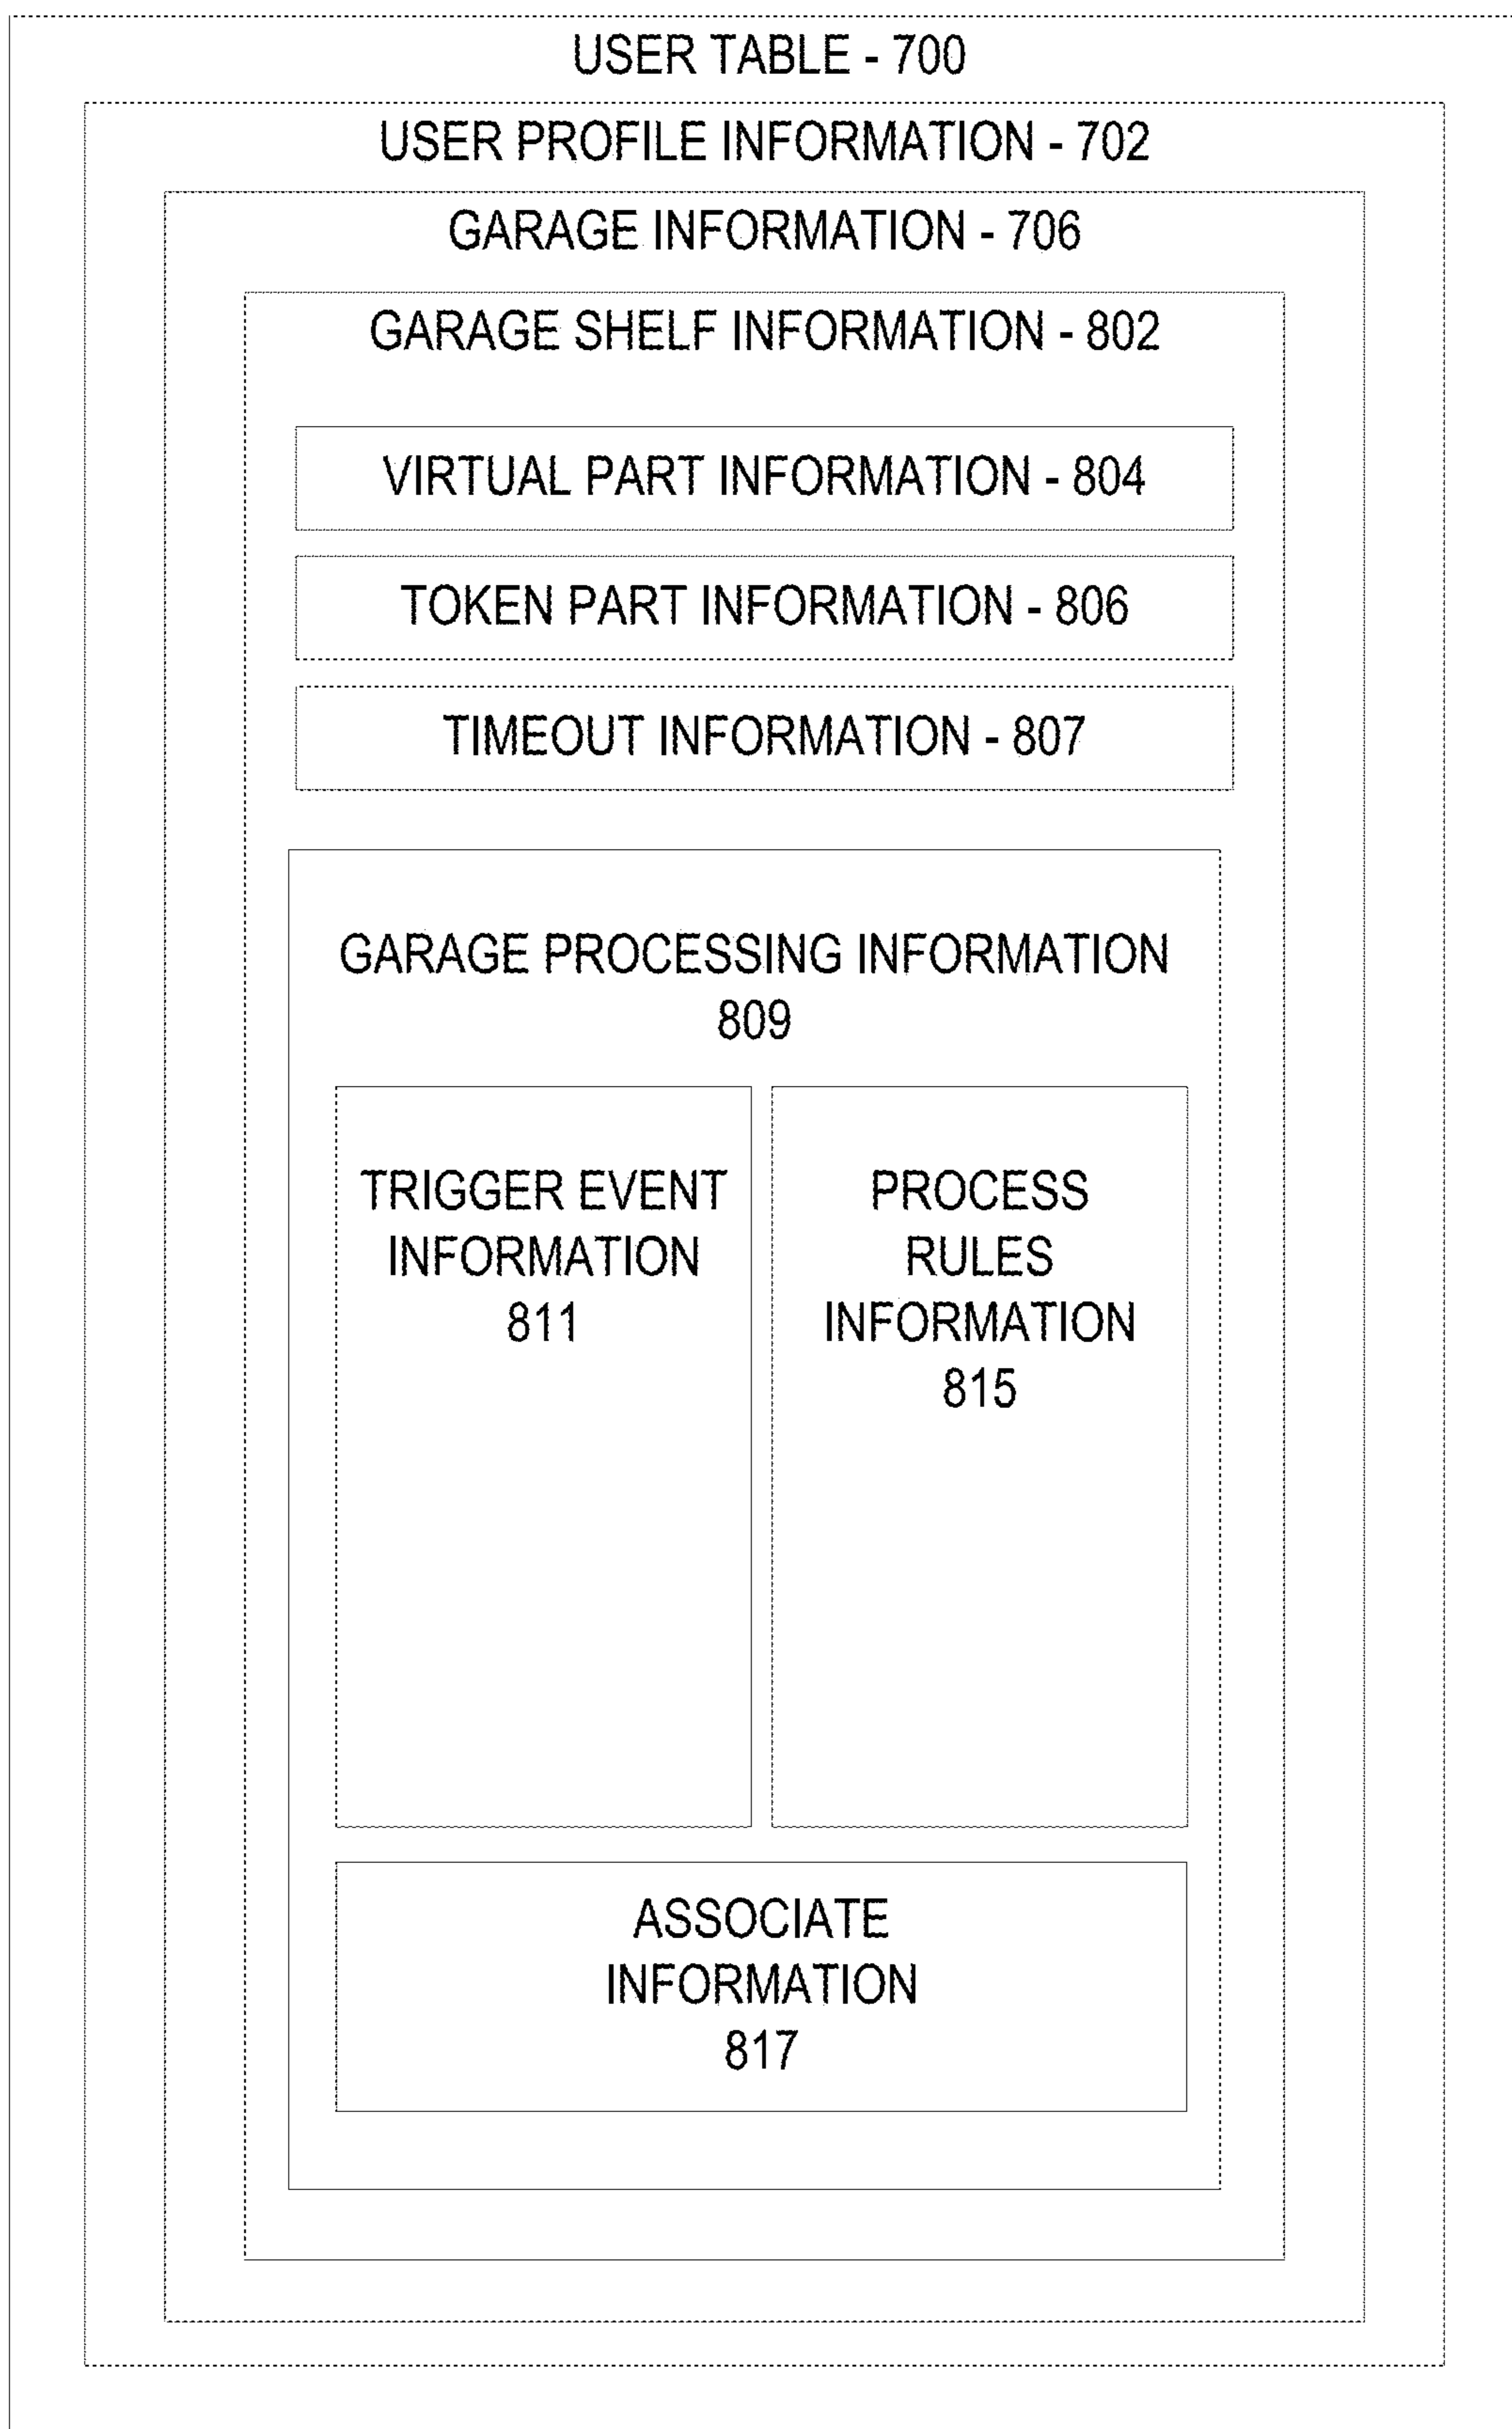 USER TABLE - 700
USER PROFILE INFORMATION - 702
GARAGE INFORMATION - 706
GARAGE SHELF INFORMATION - 802
VIRTUAL PART INFORMATION - 804
TOKEN PART INFORMATION - 806
TIMEOUT INFORMATION - 807
GARAGE PROCESSING INFORMATION
809
TRIGGER EVENT
INFORMATION
811
PROCESS
RULES
INFORMATION
815
ASSOCIATE
INFORMATION
817